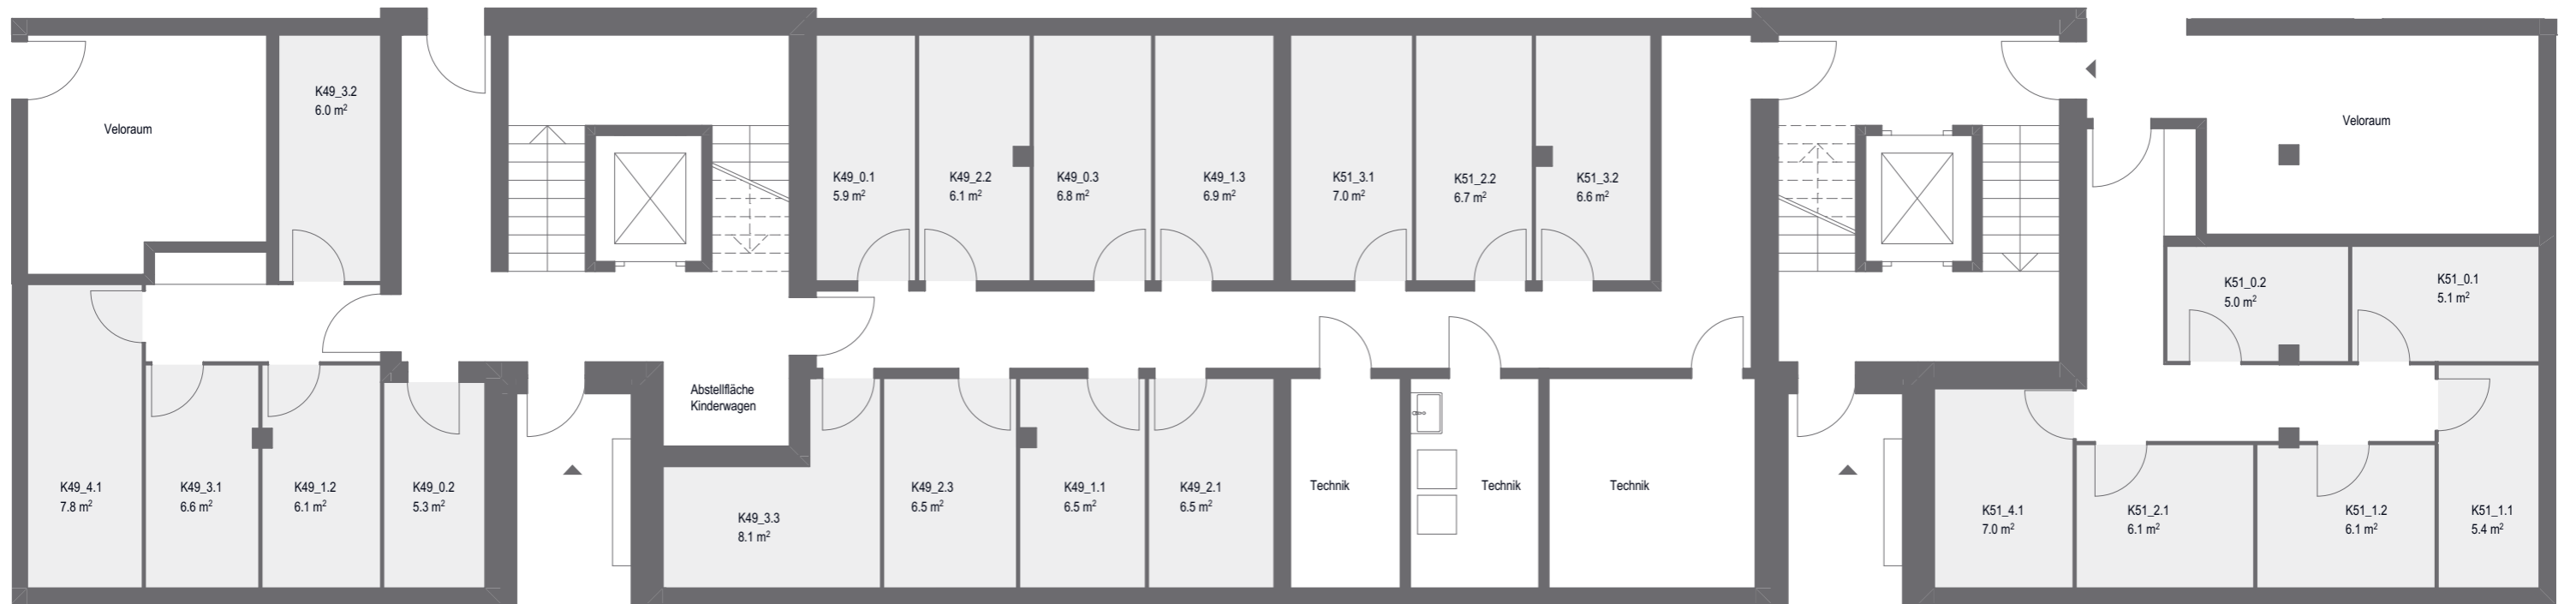 Veloraum
K49_3.2
6.0 m²
K49_4.1
7.8 m²
K49_3.1
6.6 m²
K49_1.2
6.1 m²
K49_0.2
5.3 m²
Abstellfläche
Kinderwagen
K49_0.1
5.9 m²
K49_2.2
6.1 m²
K49_0.3
6.8 m²
K49_1.3
6.9 m²
K51_3.1
7.0 m²
K51_2.2
6.7 m²
K51_3.2
6.6 m²
K49_3.3
8.1 m²
K49_2.3
6.5 m²
K49_1.1
6.5 m²
K49_2.1
6.5 m²
Technik
Technik
Technik
Veloraum
K51_0.2
5.0 m²
K51_0.1
5.1 m²
K51_4.1
7.0 m²
K51_2.1
6.1 m²
K51_1.2
6.1 m²
K51_1.1
5.4 m²